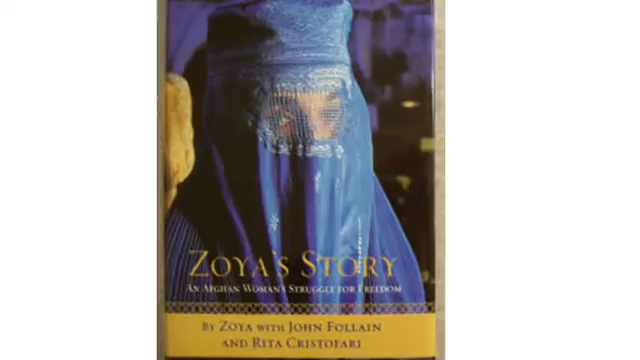 ZOYA'S STORY
AN AFGHAN WOMAN'S STRUGGLE FOR FREEDOM
BY ZOYA WITH JOHN FOLLAIN
AND RITA CRISTOFARI